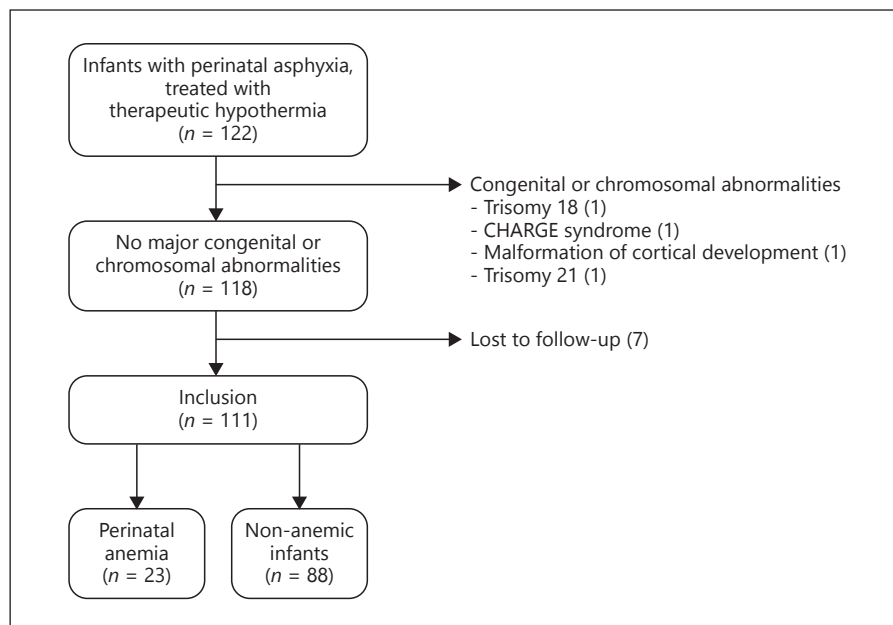 Infants with perinatal asphyxia,
treated with
therapeutic hypothermia
(n = 122)
Congenital or chromosomal abnormalities
- Trisomy 18 (1)
- CHARGE syndrome (1)
- Malformation of cortical development (1)
- Trisomy 21 (1)
No major congenital or
chromosomal abnormalities
(n = 118)
Lost to follow-up (7)
Inclusion
(n = 111)
Perinatal
anemia
(n = 23)
Non-anemic
infants
(n = 88)